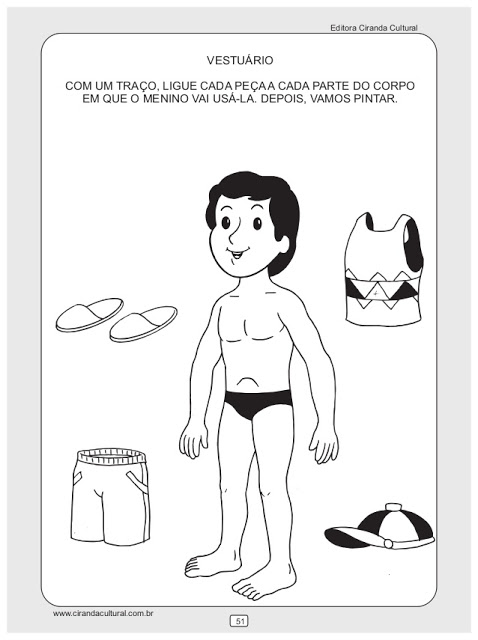 Editora Ciranda Cultural
VESTUÁRIO
COM UM TRAÇO, LIGUE CADA PEÇA A CADA PARTE DO CORPO
EM QUE O MENINO VAI USÁ-LA. DEPOIS, VAMOS PINTAR.
www.cirandacultural.com.br
51